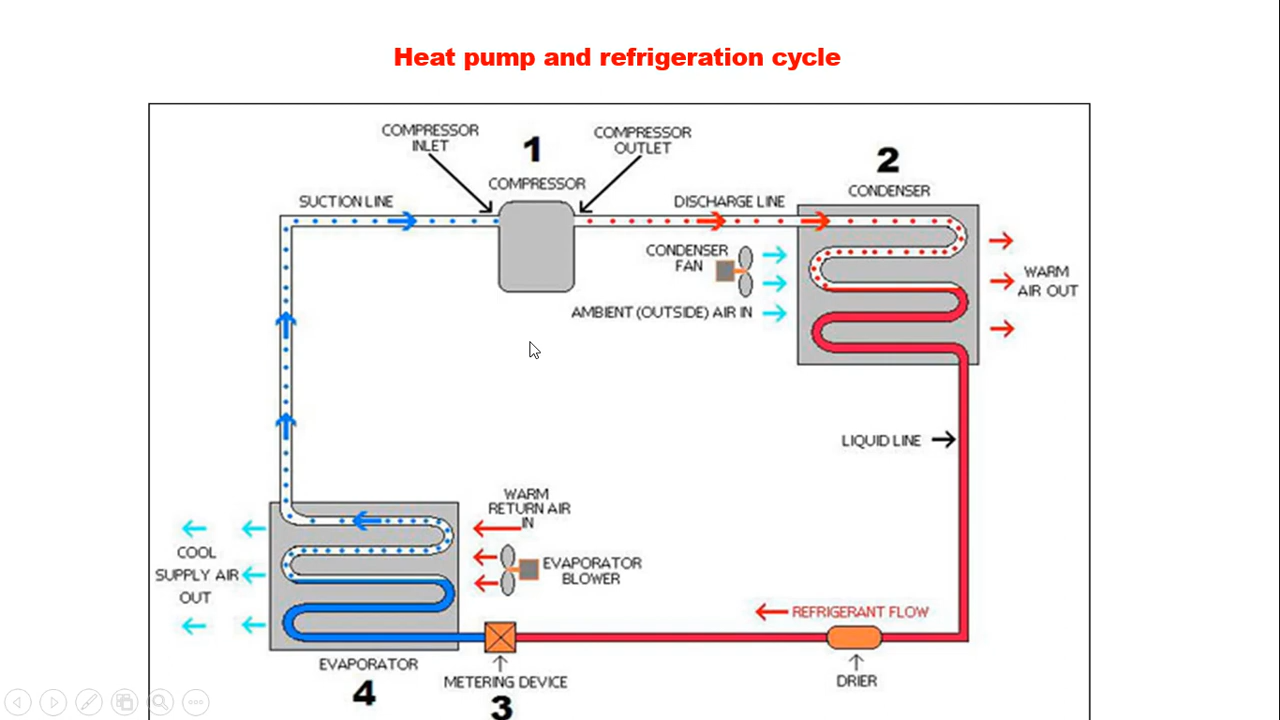 Heat pump and refrigeration cycle
COMPRESSOR
INLET
1
COMPRESSOR
OUTLET
2
COMPRESSOR
CONDENSER
SUCTION LINE
DISCHARGE LINE
CONDENSER
FAN
WARM
AIR OUT
AMBIENT (OUTSIDE) AIR IN
LIQUID LINE
WARM
RETURN AIR
IN
COOL
SUPPLY AIR
OUT
EVAPORATOR
BLOWER
REFRIGERANT FLOW
EVAPORATOR
4
METERING DEVICE
3
DRIER